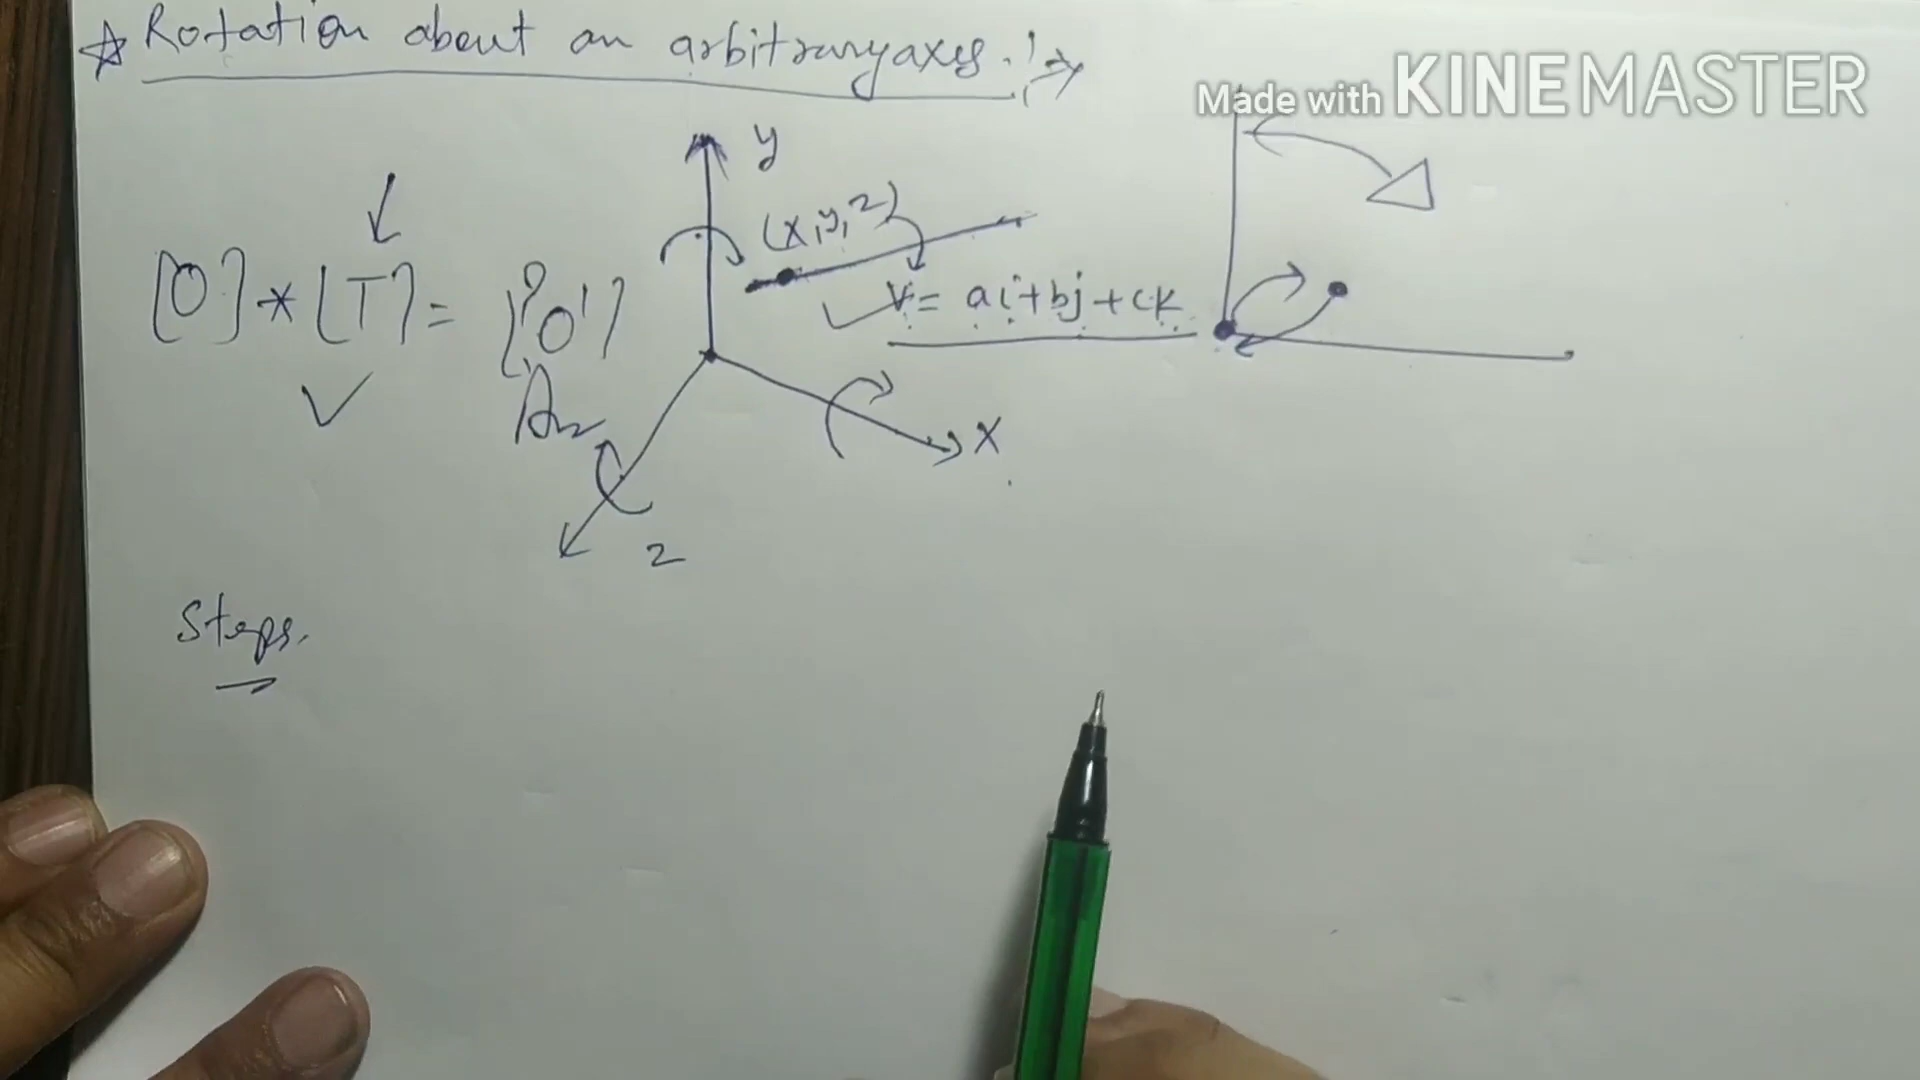 ☆ Rotation about an arbitrary axes :⇒
Made with KINEMASTER
y
(x,y,z)
[O] * [T] = [O']
V = ai + bj + ck
x
z
Steps.